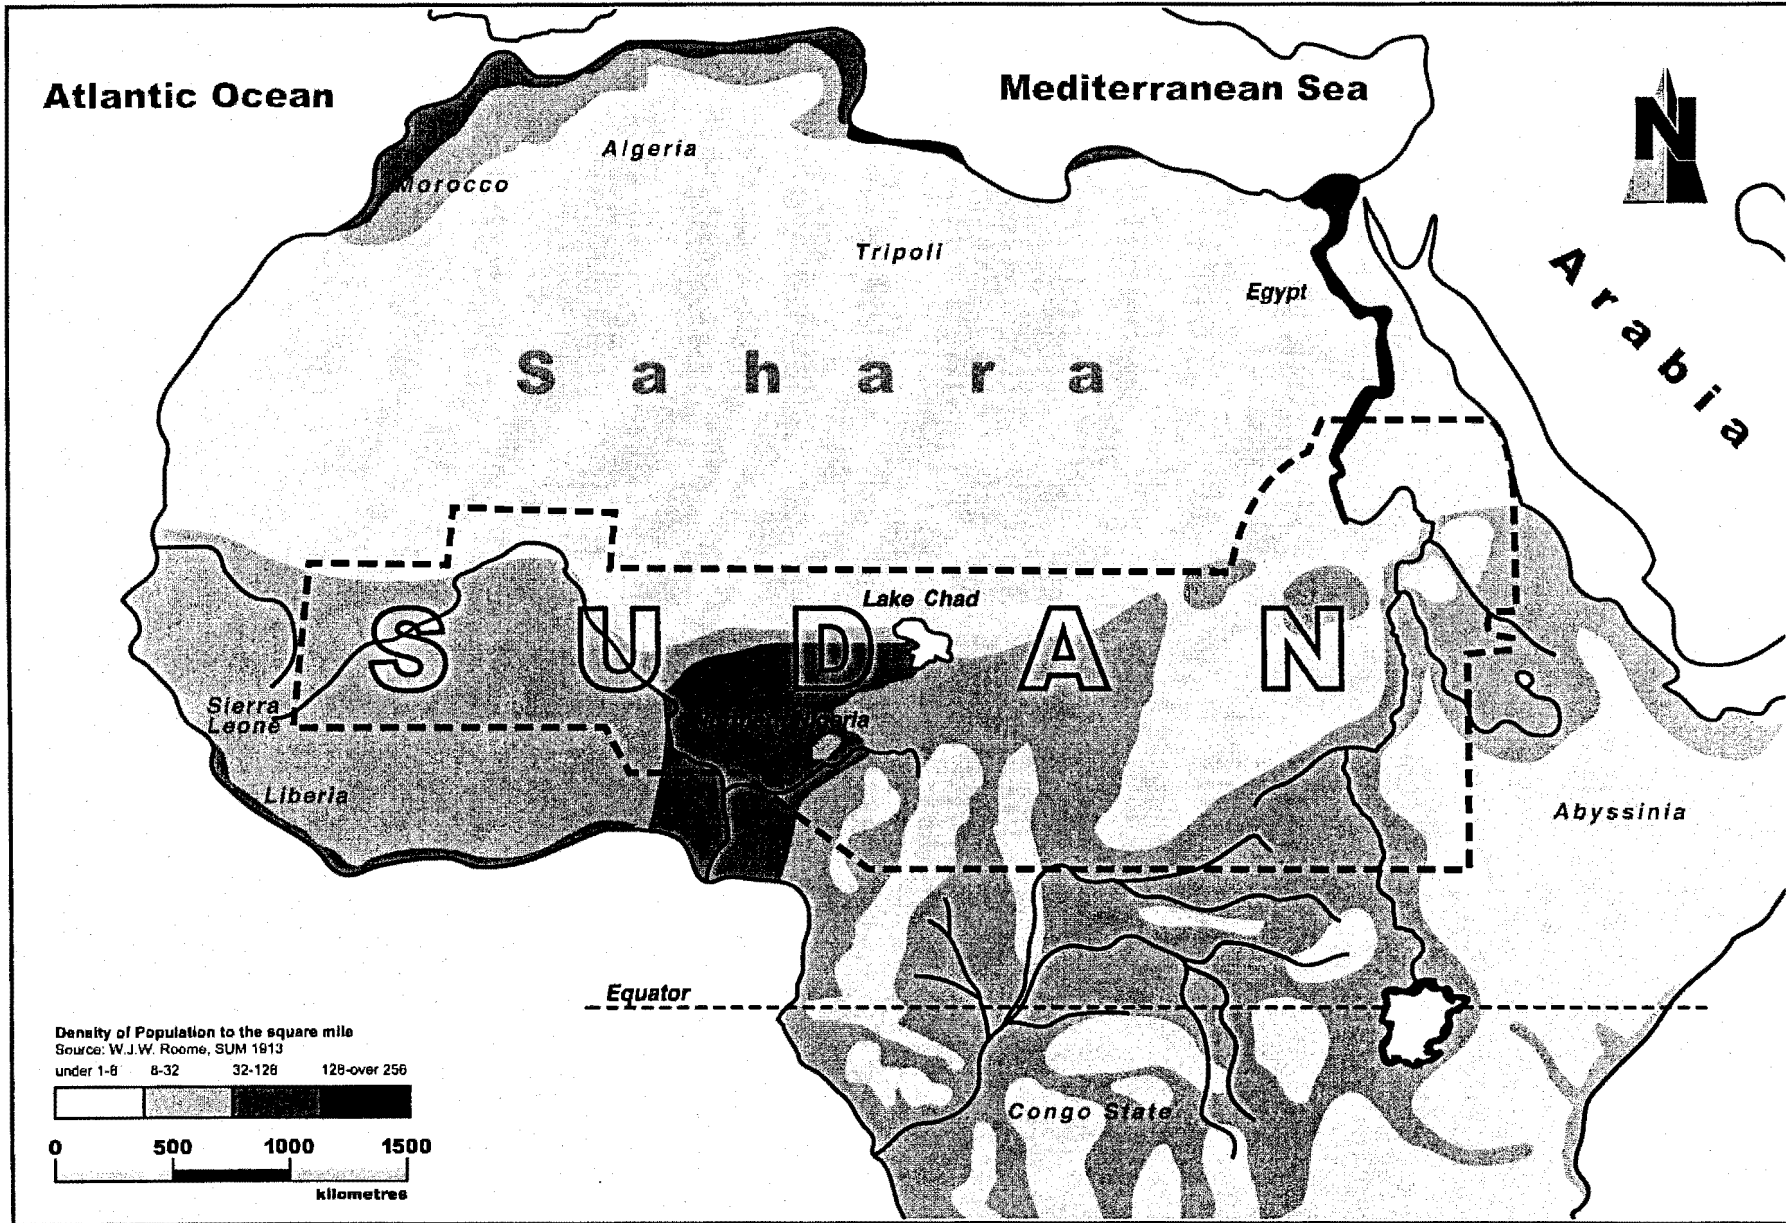 Atlantic Ocean
Mediterranean Sea
N
Algeria
Morocco
Tripoli
Egypt
Arabia
Sahara
Lake Chad
SUDAN
Sierra
Leone
Liberia
Abyssinia
Equator
Congo State
Density of Population to the square mile
Source: W.J.W. Roome, SUM 1913
under 1-8 8-32 32-128 128-over 256
0 500 1000 1500
kilometres